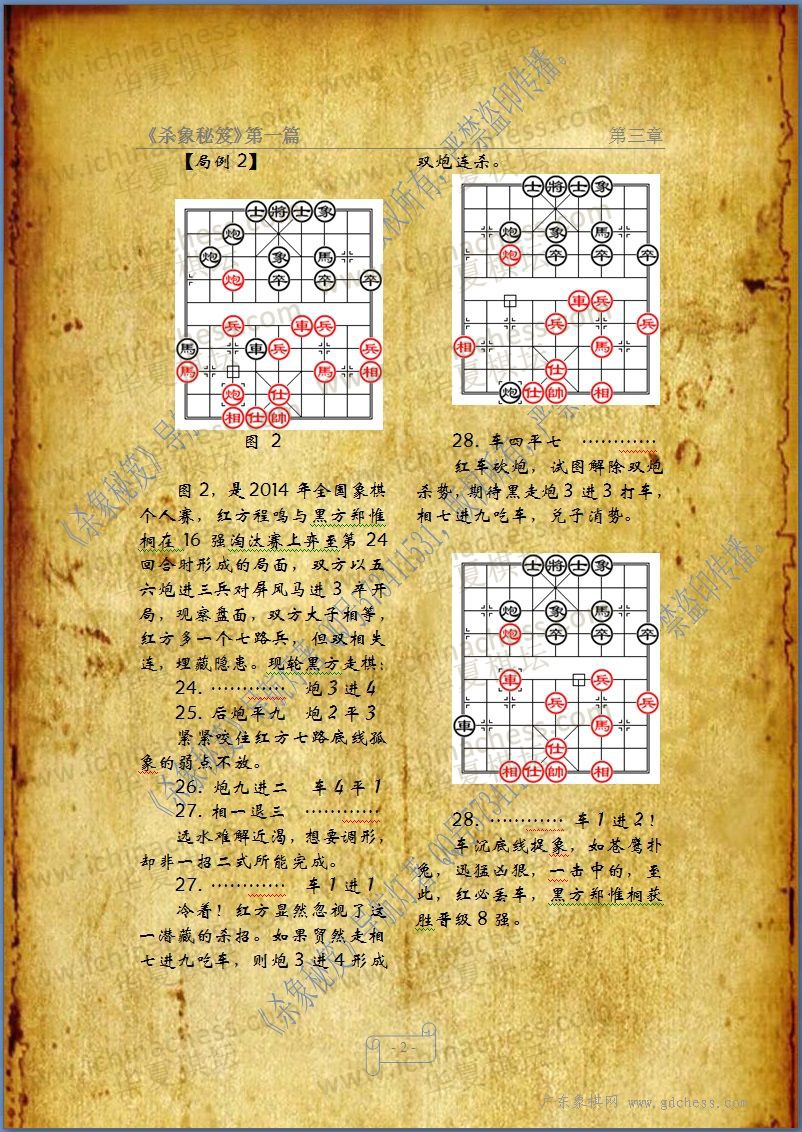 《杀象秘笈》第一篇
第三章
【局例 2】
士將士象
炮
炮象馬
炮卒卒卒
兵車兵
馬車兵兵
馬馬相
炮仕
相仕帥
图 2
图 2，是 2014 年全国象棋
个人赛，红方程鸣与黑方郑惟
桐在 16 强淘汰赛上弈至第 24
回合时形成的局面，双方以五
六炮进三兵对屏风马进 3 平开
局，观察盘面，双方大子相等，
红方多一个七路兵，但双相失
连，埋藏隐患。现轮黑方走棋：
24. ………… 炮 3 进 4
25. 后炮平九 炮 2 平 3
紧紧咬住红方七路底线孤
象的弱点不放。
26. 炮九进二 车 4 平 1
27. 相一退三 …………
远水难解近渴，想要调形，
却非一招二式所能完成。
27. ………… 车 1 进 1
冷着！红方显然忽视了这
一潜藏的杀招。如果贸然走相
七进九吃车，则炮 3 进 4 形成
双炮连杀。
士將士象
炮象馬
炮卒卒卒
車兵
兵兵
相馬
仕
炮仕帥相
28. 车四平七 …………
红车砍炮，试图解除双炮
杀势，期待黑走炮 3 进 3 打车，
相七进九吃车，兑子消势。
士將士象
炮象馬
炮卒卒卒
車兵
兵兵
車馬
仕
相仕帥相
28. ………… 车 1 进 2！
车沉底线捉象，如苍鹰扑
兔，迅猛凶狠，一击中的，至
此，红必丢车，黑方郑惟桐获
胜晋级 8 强。
- 2 -
广东象棋网 www.gdchess.com